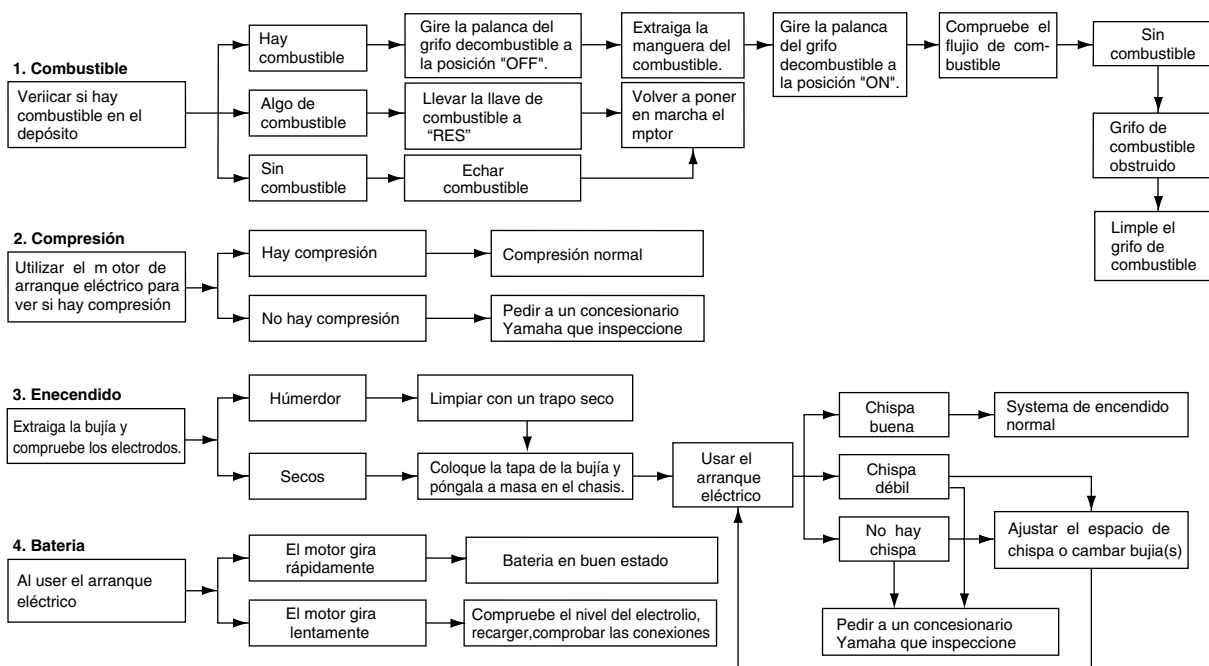 1. Combustible
Veriicar si hay
combustible en el
depósito
Hay
combustible
Gire la palanca del
grifo decombustible a
la posición "OFF".
Extraiga la
manguera del
combustible.
Gire la palanca
del grifo
decombustible a
la posición "ON".
Compruebe el
flujio de com-
bustible
Sin
combustible
Grifo de
combustible
obstruido
Limple el
grifo de
combustible
Algo de
combustible
Llevar la llave de
combustible a
“RES”
Volver a poner
en marcha el
mptor
Sin
combustible
Echar
combustible
2. Compresión
Utilizar el m otor de
arranque eléctrico para
ver si hay compresión
Hay compresión
Compresión normal
No hay compresión
Pedir a un concesionario
Yamaha que inspeccione
3. Enecendido
Extraiga la bujía y
compruebe los electrodos.
Húmerdor
Limpiar con un trapo seco
Secos
Coloque la tapa de la bujía y
póngala a masa en el chasis.
Usar el
arranque
eléctrico
Chispa
buena
Systema de encendido
normal
Chispa
débil
No hay
chispa
Ajustar el espacio de
chispa o cambar bujia(s)
Pedir a un concesionario
Yamaha que inspeccione
4. Bateria
Al user el arranque
eléctrico
El motor gira
rápidamente
Bateria en buen estado
El motor gira
lentamente
Compruebe el nivel del electrolio,
recarger,comprobar las conexiones